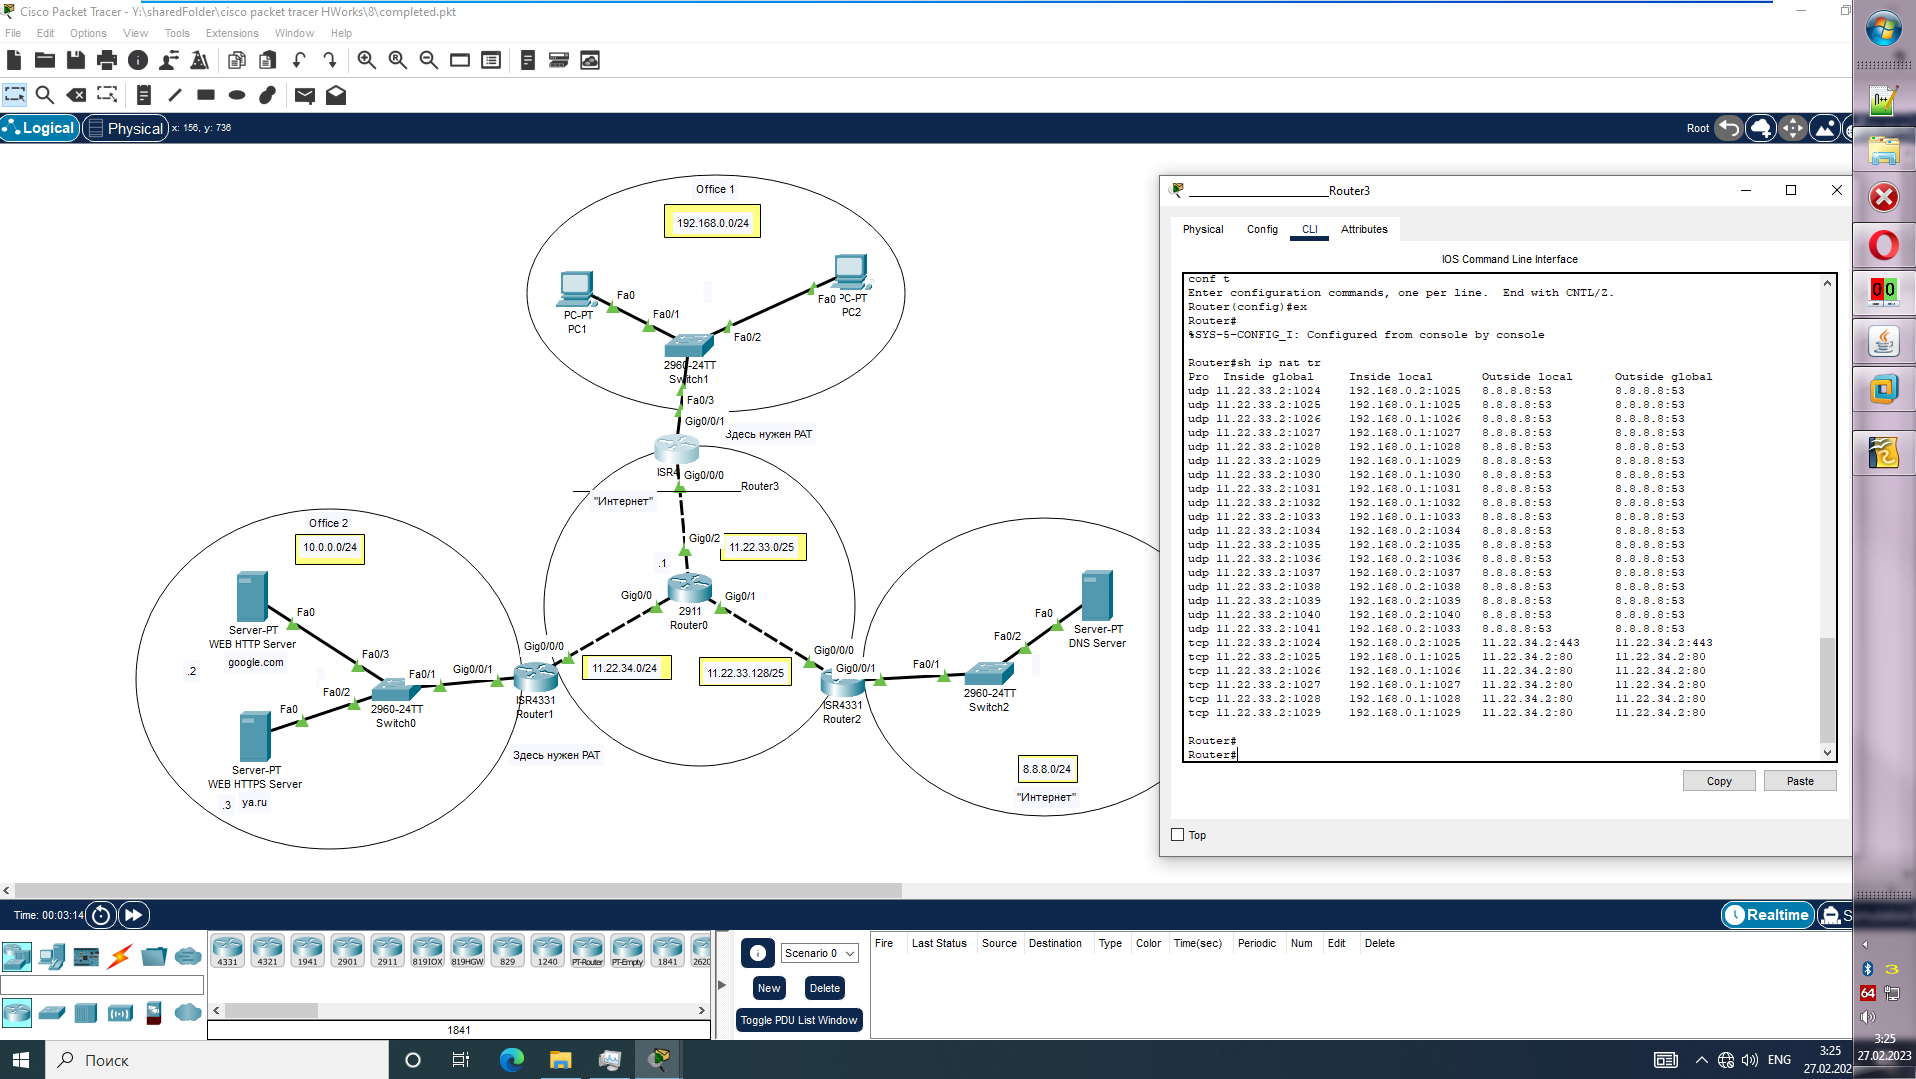 Cisco Packet Tracer - Y:\sharedFolder\cisco packet tracer HWorks\8\completed.pkt
File Edit Options View Tools Extensions Window Help
Logical Physical x: 156, y: 736 Root
Office 1
192.168.0.0/24
Fa0
PC-PT
PC1
Fa0/1
Fa0
PC-PT
PC2
Fa0/2
2960-24TT
Switch1
Fa0/3
Gig0/0/1
Здесь нужен PAT
ISR4
Gig0/0/0
Router3
"Интернет"
Gig0/2
11.22.33.0/25
.1
Gig0/0
Gig0/1
2911
Router0
Office 2
10.0.0.0/24
Fa0
Server-PT
WEB HTTP Server
google.com
.2
Fa0/3
Fa0/2
Fa0/1
Gig0/0/1
Gig0/0/0
2960-24TT
Switch0
Fa0
Server-PT
WEB HTTPS Server
.3 ya.ru
ISR4331
Router1
Здесь нужен PAT
11.22.34.0/24
11.22.33.128/25
Gig0/0/0
Gig0/0/1
ISR4331
Router2
Fa0/1
Fa0/2
2960-24TT
Switch2
Fa0
Server-PT
DNS Server
8.8.8.0/24
"Интернет"
Router3
Physical Config CLI Attributes
IOS Command Line Interface
conf t
Enter configuration commands, one per line. End with CNTL/Z.
Router(config)#ex
Router#
%SYS-5-CONFIG_I: Configured from console by console
Router#sh ip nat tr
Pro Inside global Inside local Outside local Outside global
udp 11.22.33.2:1024 192.168.0.2:1025 8.8.8.8:53 8.8.8.8:53
udp 11.22.33.2:1025 192.168.0.1:1025 8.8.8.8:53 8.8.8.8:53
udp 11.22.33.2:1026 192.168.0.1:1026 8.8.8.8:53 8.8.8.8:53
udp 11.22.33.2:1027 192.168.0.1:1027 8.8.8.8:53 8.8.8.8:53
udp 11.22.33.2:1028 192.168.0.1:1028 8.8.8.8:53 8.8.8.8:53
udp 11.22.33.2:1029 192.168.0.1:1029 8.8.8.8:53 8.8.8.8:53
udp 11.22.33.2:1030 192.168.0.1:1030 8.8.8.8:53 8.8.8.8:53
udp 11.22.33.2:1031 192.168.0.1:1031 8.8.8.8:53 8.8.8.8:53
udp 11.22.33.2:1032 192.168.0.1:1032 8.8.8.8:53 8.8.8.8:53
udp 11.22.33.2:1033 192.168.0.1:1033 8.8.8.8:53 8.8.8.8:53
udp 11.22.33.2:1034 192.168.0.2:1034 8.8.8.8:53 8.8.8.8:53
udp 11.22.33.2:1035 192.168.0.2:1035 8.8.8.8:53 8.8.8.8:53
udp 11.22.33.2:1036 192.168.0.2:1036 8.8.8.8:53 8.8.8.8:53
udp 11.22.33.2:1037 192.168.0.2:1037 8.8.8.8:53 8.8.8.8:53
udp 11.22.33.2:1038 192.168.0.2:1038 8.8.8.8:53 8.8.8.8:53
udp 11.22.33.2:1039 192.168.0.2:1039 8.8.8.8:53 8.8.8.8:53
udp 11.22.33.2:1040 192.168.0.2:1040 8.8.8.8:53 8.8.8.8:53
udp 11.22.33.2:1041 192.168.0.2:1033 8.8.8.8:53 8.8.8.8:53
tcp 11.22.33.2:1024 192.168.0.2:1025 11.22.34.2:443 11.22.34.2:443
tcp 11.22.33.2:1025 192.168.0.1:1025 11.22.34.2:80 11.22.34.2:80
tcp 11.22.33.2:1026 192.168.0.1:1026 11.22.34.2:80 11.22.34.2:80
tcp 11.22.33.2:1027 192.168.0.1:1027 11.22.34.2:80 11.22.34.2:80
tcp 11.22.33.2:1028 192.168.0.1:1028 11.22.34.2:80 11.22.34.2:80
tcp 11.22.33.2:1029 192.168.0.1:1029 11.22.34.2:80 11.22.34.2:80
Router#
Router#
Copy Paste
Top
Time: 00:03:14 Realtime S
4331 4321 1941 2901 2911 819IOX 819HGW 829 1240 PT-Router PT-Empty 1841 2620
1841
Scenario 0
New Delete
Toggle PDU List Window
Fire Last Status Source Destination Type Color Time(sec) Periodic Num Edit Delete
Поиск
ENG
3:25
27.02.202
00
3
64
3:25
27.02.2023